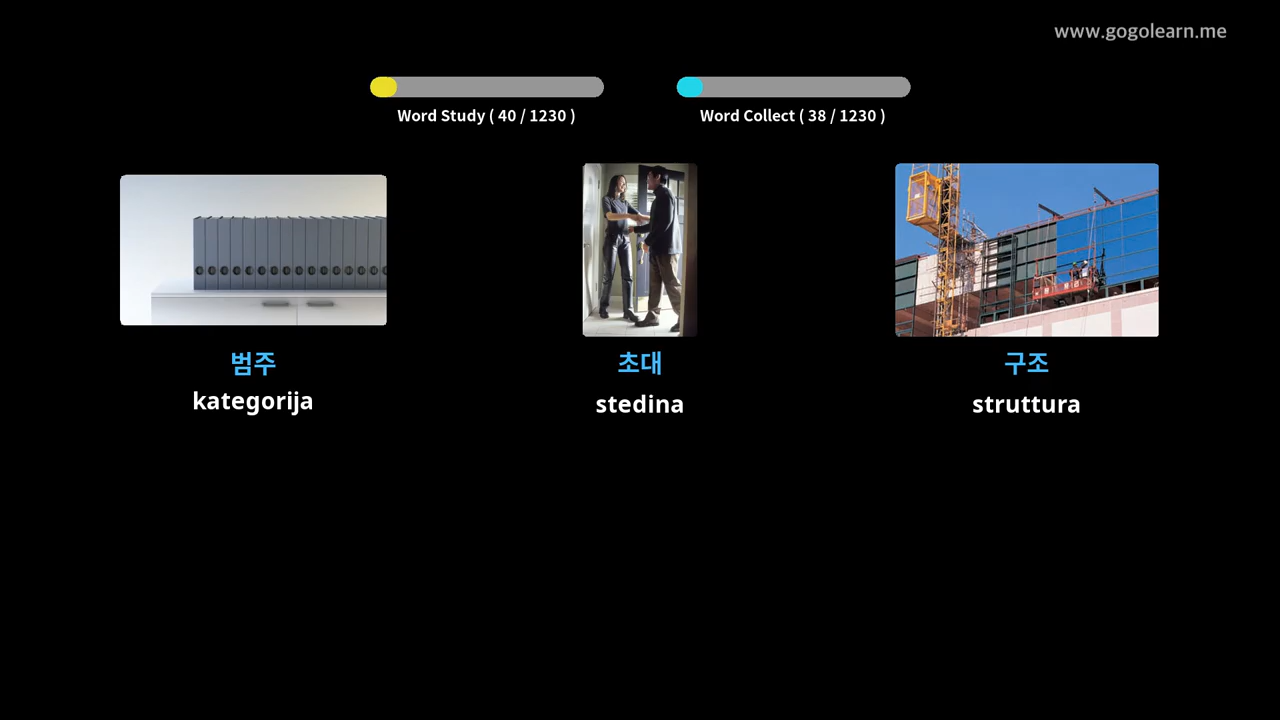 www.gogolearn.me
Word Study ( 40 / 1230 )
Word Collect ( 38 / 1230 )
범주
kategorija
초대
stedina
구조
struttura